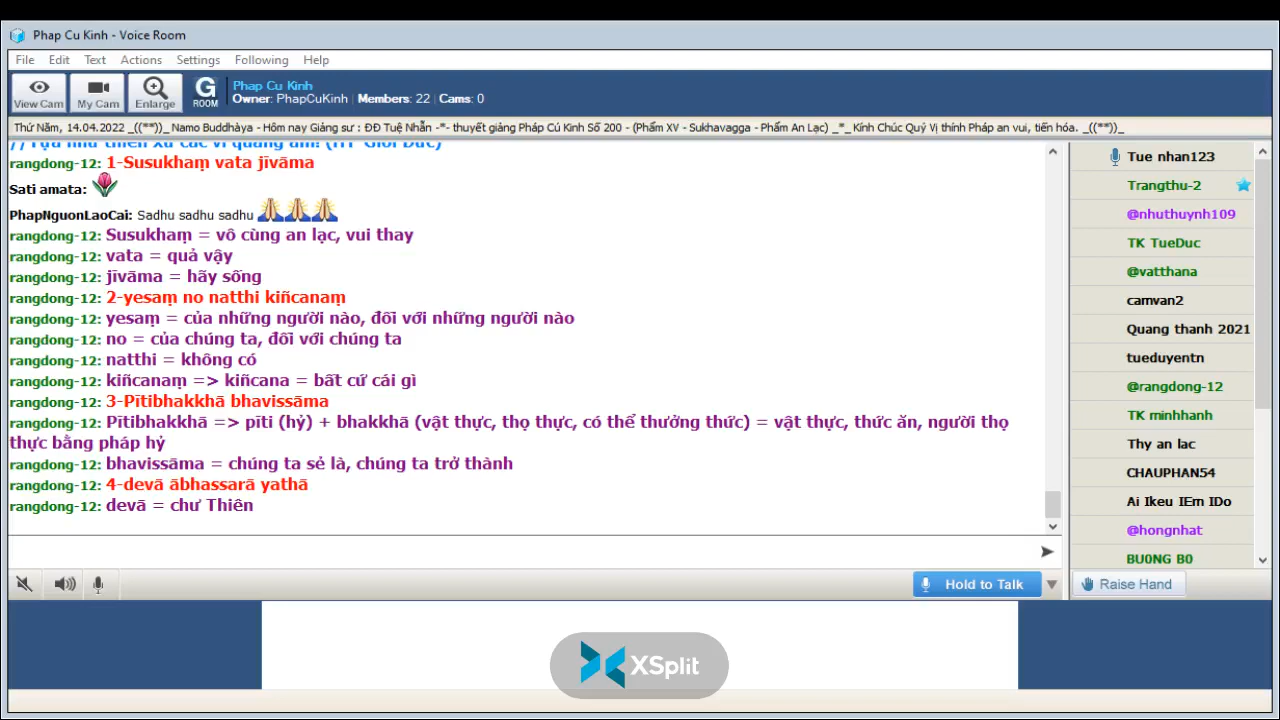 Phap Cu Kinh - Voice Room
File Edit Text Actions Settings Following Help
View Cam My Cam Enlarge G ROOM
Phap Cu Kinh
Owner: PhapCuKinh | Members: 22 | Cams: 0
Thứ Năm, 14.04.2022 _((**))_ Namo Buddhàya - Hôm nay Giảng sư : ĐĐ Tuệ Nhẫn -*- thuyết giảng Pháp Cú Kinh Số 200 - (Phẩm XV - Sukhavagga - Phẩm An Lạc) _*_ Kính Chúc Quý Vị thính Pháp an vui, tiến hóa. _((**))_
rangdong-12: 1-Susukhaṃ vata jīvāma
Sati amata:
PhapNguonLaoCai: Sadhu sadhu sadhu
rangdong-12: Susukhaṃ = vô cùng an lạc, vui thay
rangdong-12: vata = quả vậy
rangdong-12: jīvāma = hãy sống
rangdong-12: 2-yesaṃ no natthi kiñcanaṃ
rangdong-12: yesaṃ = của những người nào, đối với những người nào
rangdong-12: no = của chúng ta, đối với chúng ta
rangdong-12: natthi = không có
rangdong-12: kiñcanaṃ => kiñcana = bất cứ cái gì
rangdong-12: 3-Pītibhakkhā bhavissāma
rangdong-12: Pītibhakkhā => pīti (hỷ) + bhakkhā (vật thực, thọ thực, có thể thưởng thức) = vật thực, thức ăn, người thọ
thực bằng pháp hỷ
rangdong-12: bhavissāma = chúng ta sẻ là, chúng ta trở thành
rangdong-12: 4-devā ābhassarā yathā
rangdong-12: devā = chư Thiên
Tue nhan123
Trangthu-2
@nhuthuynh109
TK TueDuc
@vatthana
camvan2
Quang thanh 2021
tueduyentn
@rangdong-12
TK minhhanh
Thy an lac
CHAUPHAN54
Ai Ikeu IEm IDo
@hongnhat
BU0NG B0
Hold to Talk
Raise Hand
XSplit